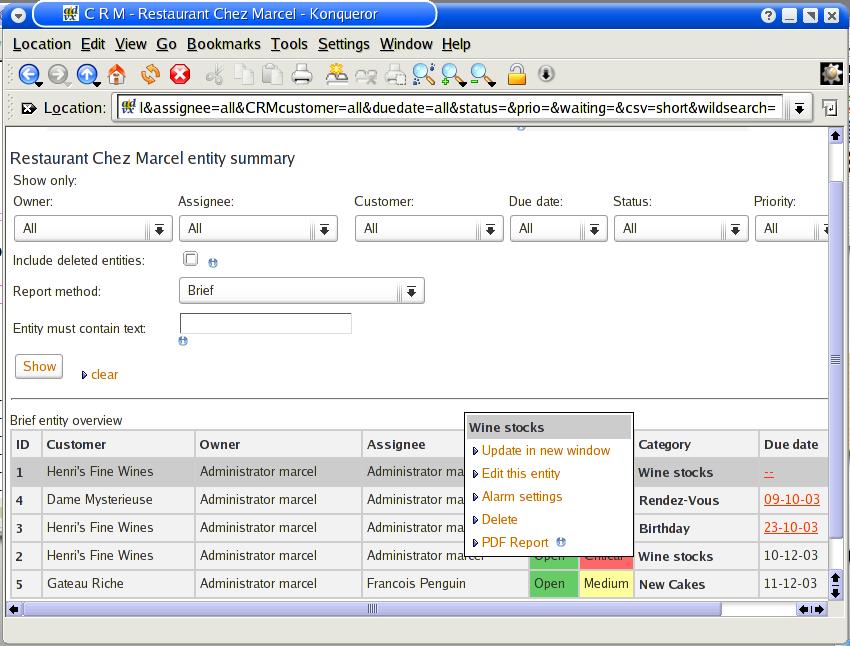 C R M - Restaurant Chez Marcel - Konqueror
Location Edit View Go Bookmarks Tools Settings Window Help
Location: l&assignee=all&CRMcustomer=all&duedate=all&status=&prio=&waiting=&csv=short&wildsearch=
Restaurant Chez Marcel entity summary
Show only:
Owner: Assignee: Customer: Due date: Status: Priority:
All All All All All All
Include deleted entities:
Report method: Brief
Entity must contain text:
Show clear
Brief entity overview
ID Customer Owner Assignee Category Due date
1 Henri's Fine Wines Administrator marcel Administrator ma Wine stocks --
4 Dame Mysterieuse Administrator marcel Administrator ma Rendez-Vous 09-10-03
3 Henri's Fine Wines Administrator marcel Administrator ma Birthday 23-10-03
2 Henri's Fine Wines Administrator marcel Administrator marcel Open Critical Wine stocks 10-12-03
5 Gateau Riche Administrator marcel Francois Penguin Open Medium New Cakes 11-12-03
Wine stocks
Update in new window
Edit this entity
Alarm settings
Delete
PDF Report